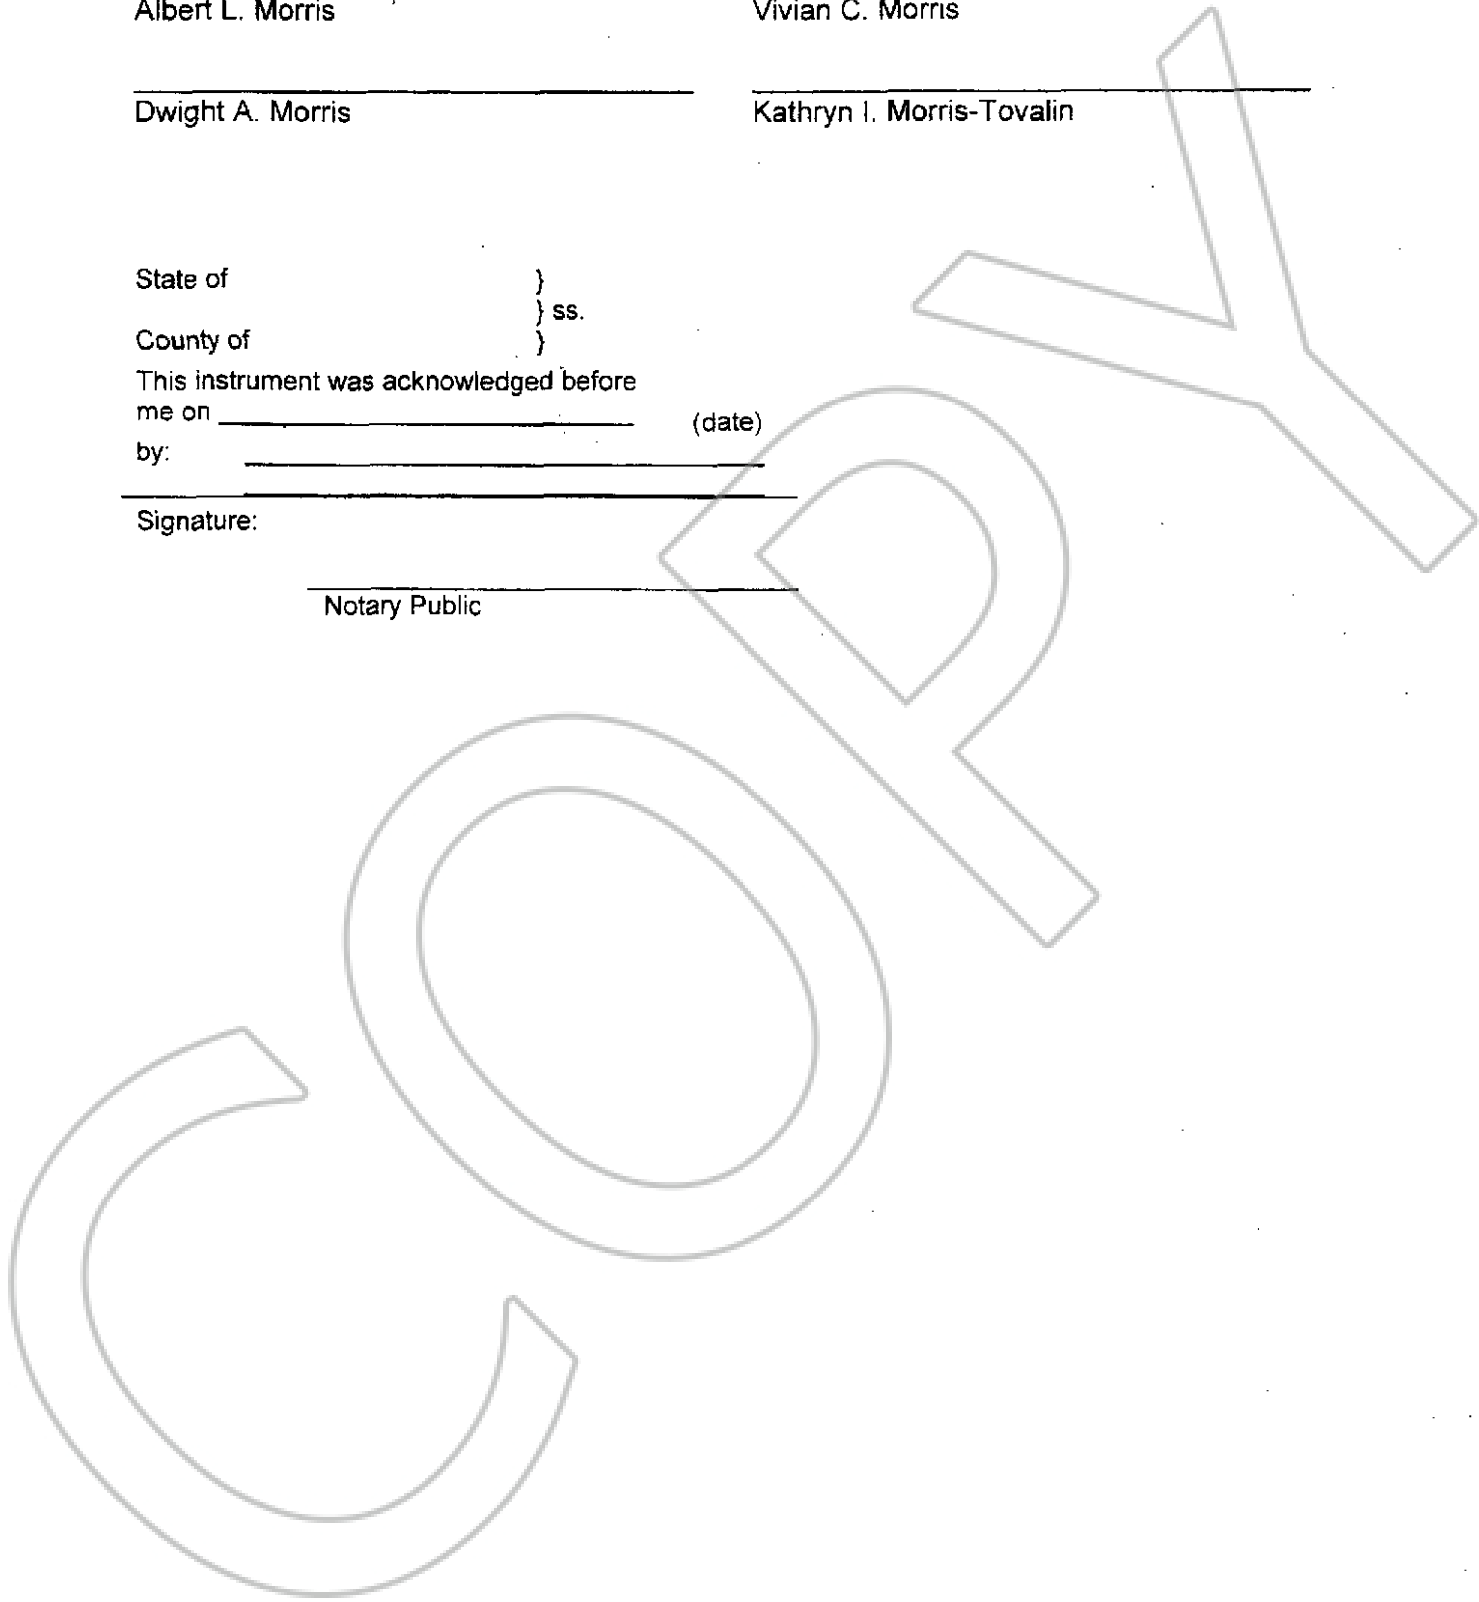 Albert L. Morris
Vivian C. Morris
Dwight A. Morris
Kathryn I. Morris-Tovalin
State of }
} ss.
County of }
This instrument was acknowledged before
me on (date)
by:
Signature:
Notary Public
COPY